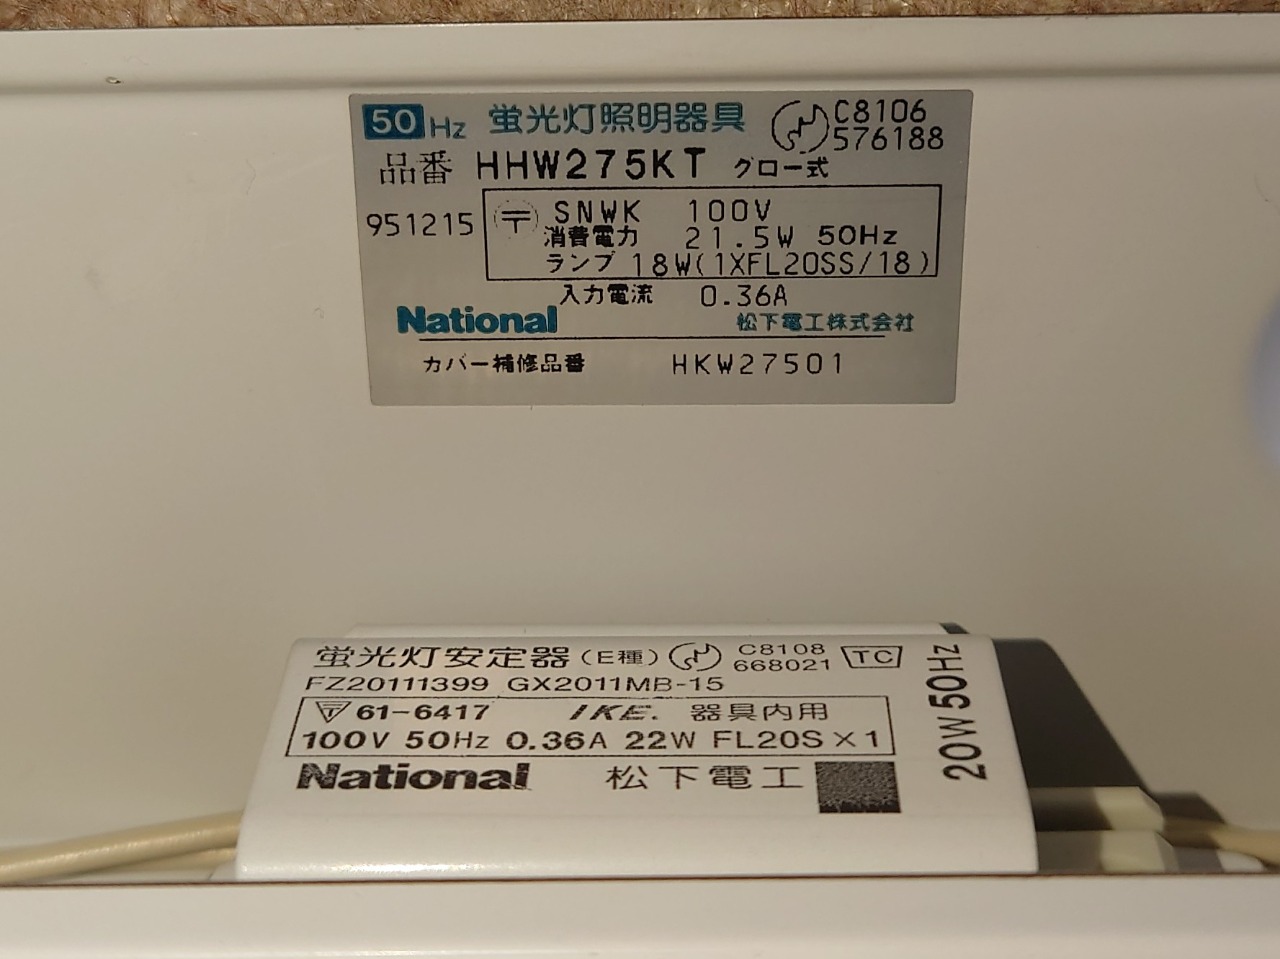 50 Hz 蛍光灯照明器具 C8106
576188
品番 HHW275KT グロー式
951215 〒 SNWK 100V
消費電力 21.5W 50Hz
ランプ 18W(1XFL20SS/18)
入力電流 0.36A
National 松下電工株式会社
カバー補修品番 HKW27501
蛍光灯安定器(E種) C8108 TC
668021
FZ20111399 GX2011MB-15
61-6417 IKE. 器具内用
100V 50Hz 0.36A 22W FL20S×1
National 松下電工
20W 50Hz